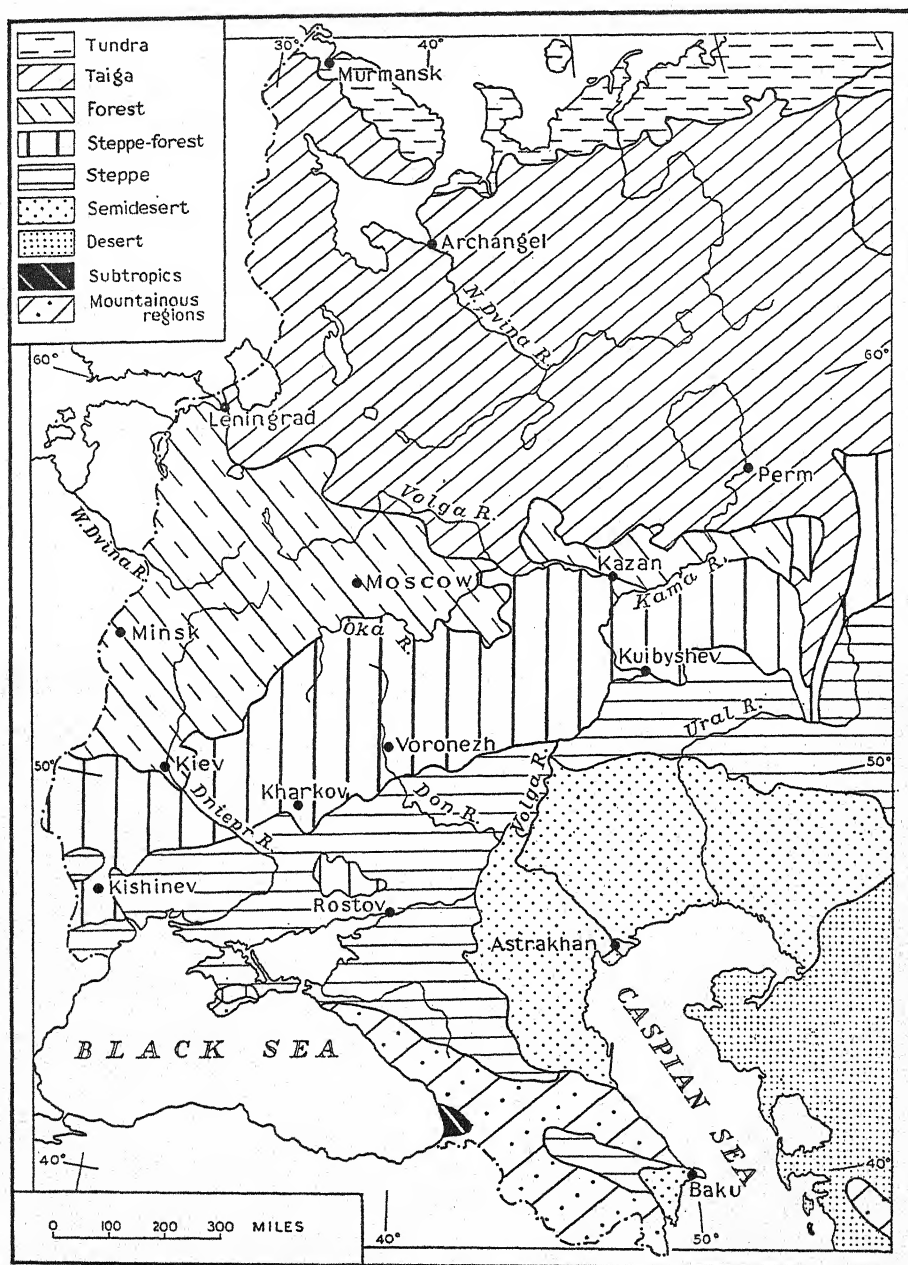 Tundra
Taiga
Forest
Steppe-forest
Steppe
Semidesert
Desert
Subtropics
Mountainous
regions
30°
40°
Murmansk
Archangel
N. Dvina R.
60°
60°
Leningrad
Perm
Volga R.
W. Dvina R.
Kazan
Moscow
Kama R.
Minsk
Oka R.
Kuibyshev
Ural R.
Voronezh
Kiev
50°
50°
Kharkov
Volga R.
Dniepr R.
Don R.
Kishinev
Rostov
Astrakhan
BLACK SEA
CASPIAN SEA
40°
40°
Baku
0 100 200 300 MILES
40°
50°